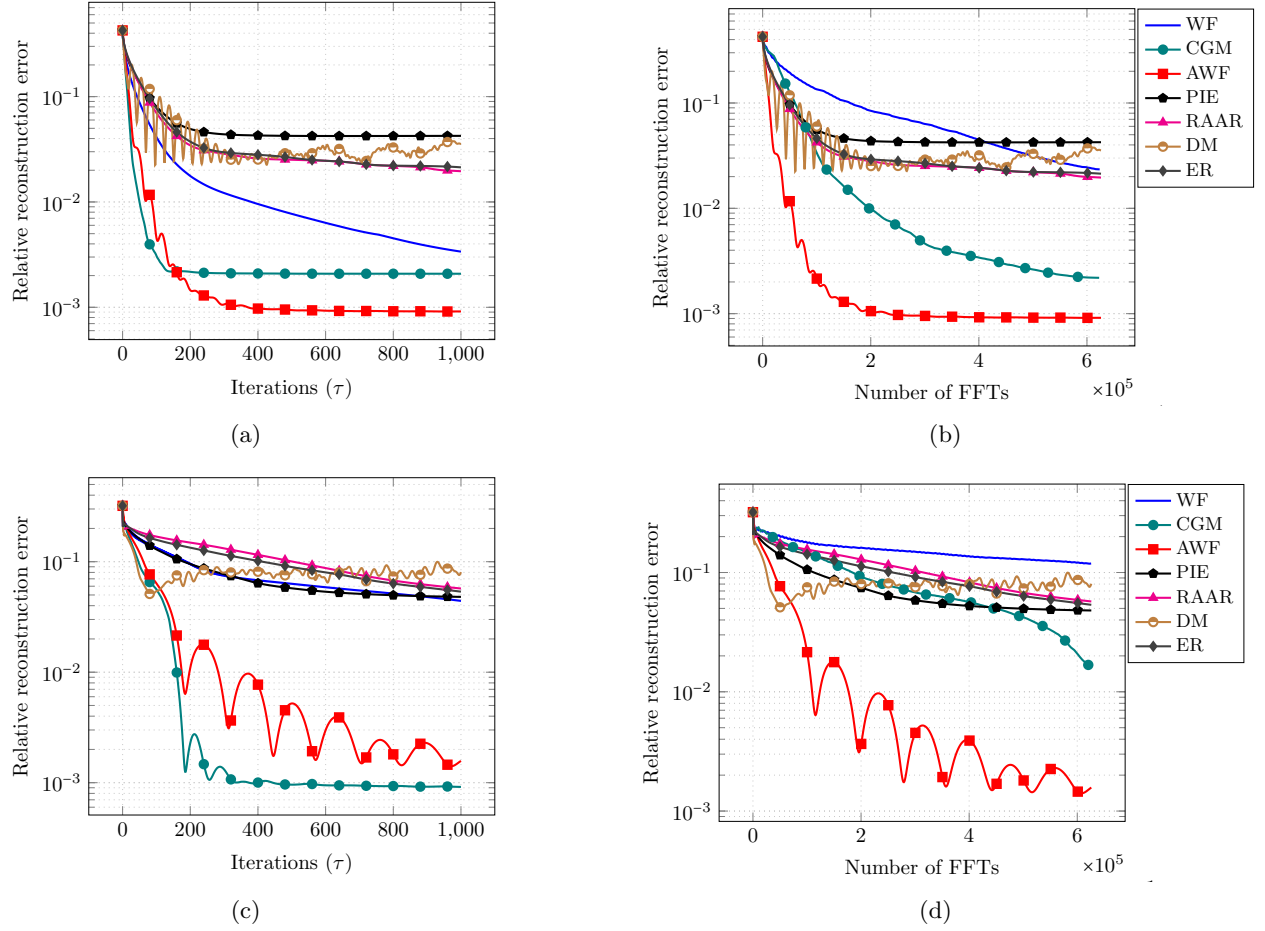 Relative reconstruction error
10⁻¹
10⁻²
10⁻³
0
200
400
600
800
1,000
Iterations (τ)
(a)
Relative reconstruction error
10⁻¹
10⁻²
10⁻³
0
2
4
6
·10⁵
Number of FFTs
×10⁵
WF
CGM
AWF
PIE
RAAR
DM
ER
(b)
Relative reconstruction error
10⁻¹
10⁻²
10⁻³
0
200
400
600
800
1,000
Iterations (τ)
(c)
Relative reconstruction error
10⁻¹
10⁻²
10⁻³
0
2
4
6
Number of FFTs
×10⁵
WF
CGM
AWF
PIE
RAAR
DM
ER
(d)